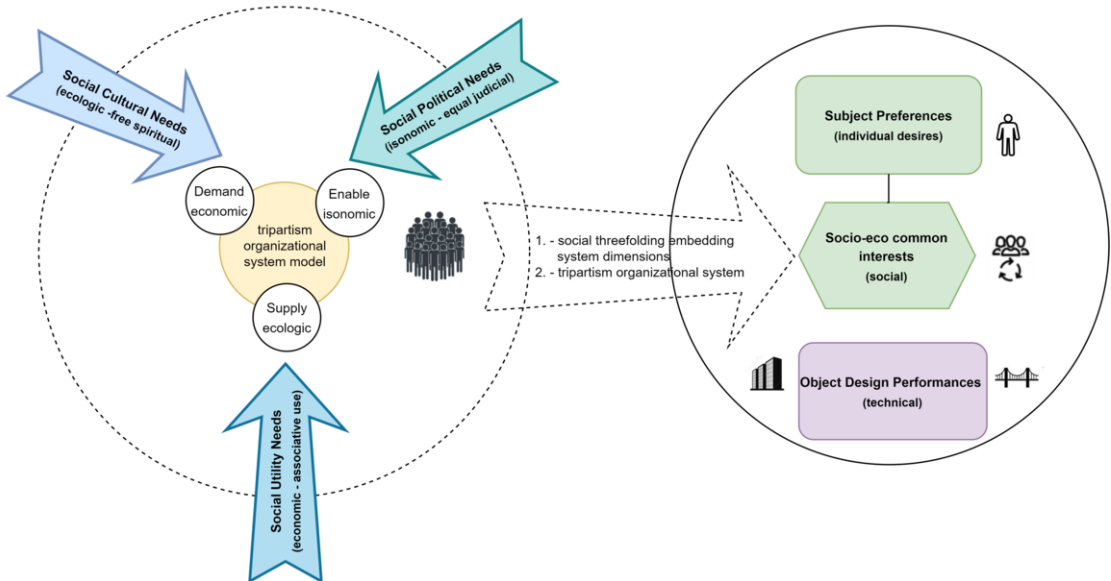 Social Cultural Needs
(ecologic -free spiritual)
Social Political Needs
(isonomic - equal judicial)
Demand
economic
Enable
isonomic
tripartism
organizational
system model
Supply
ecologic
Social Utility Needs
(economic - associative use)
1. - social threefolding embedding
system dimensions
2. - tripartism organizational system
Subject Preferences
(individual desires)
Socio-eco common
interests
(social)
Object Design Performances
(technical)